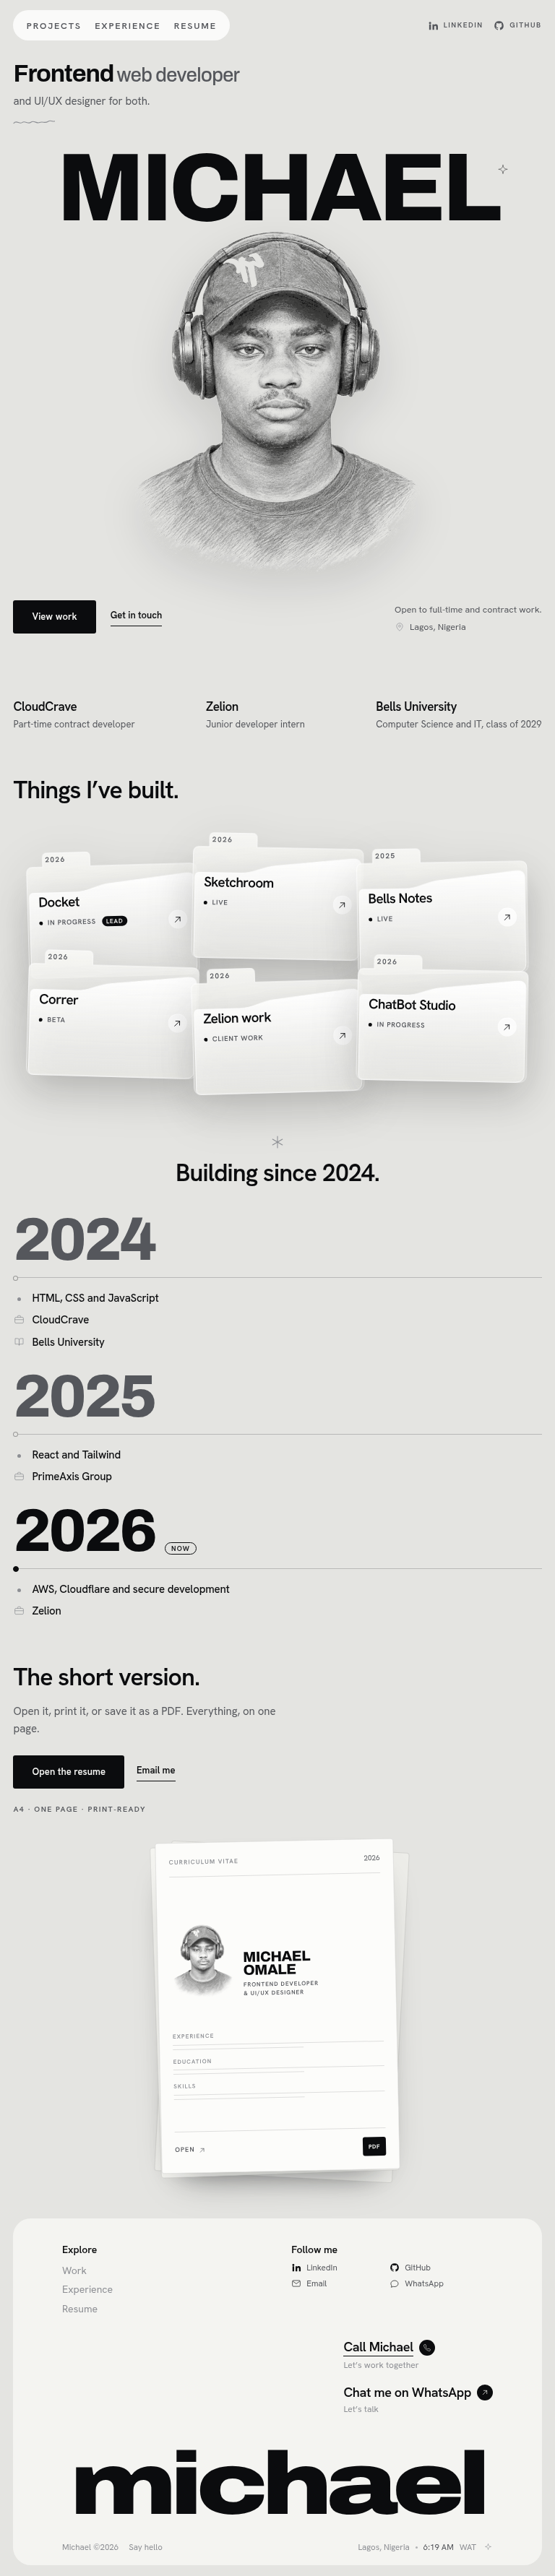 PROJECTS EXPERIENCE RESUME
LINKEDIN GITHUB
Frontend web developer
and UI/UX designer for both.
MICHAEL
View work Get in touch
Open to full-time and contract work.
Lagos, Nigeria
CloudCrave
Part-time contract developer
Zelion
Junior developer intern
Bells University
Computer Science and IT, class of 2029
Things I’ve built.
2026
Docket
IN PROGRESS LEAD
2026
Sketchroom
LIVE
2025
Bells Notes
LIVE
2026
Correr
BETA
2026
Zelion work
CLIENT WORK
2026
ChatBot Studio
IN PROGRESS
Building since 2024.
2024
HTML, CSS and JavaScript
CloudCrave
Bells University
2025
React and Tailwind
PrimeAxis Group
2026 NOW
AWS, Cloudflare and secure development
Zelion
The short version.
Open it, print it, or save it as a PDF. Everything, on one
page.
Open the resume Email me
A4 · ONE PAGE · PRINT-READY
CURRICULUM VITAE 2026
MICHAEL
OMALE
FRONTEND DEVELOPER
& UI/UX DESIGNER
EXPERIENCE
EDUCATION
SKILLS
OPEN
PDF
Explore
Work
Experience
Resume
Follow me
LinkedIn GitHub
Email WhatsApp
Call Michael
Let's work together
Chat me on WhatsApp
Let's talk
michael
Michael ©2026 Say hello
Lagos, Nigeria • 6:19 AM WAT